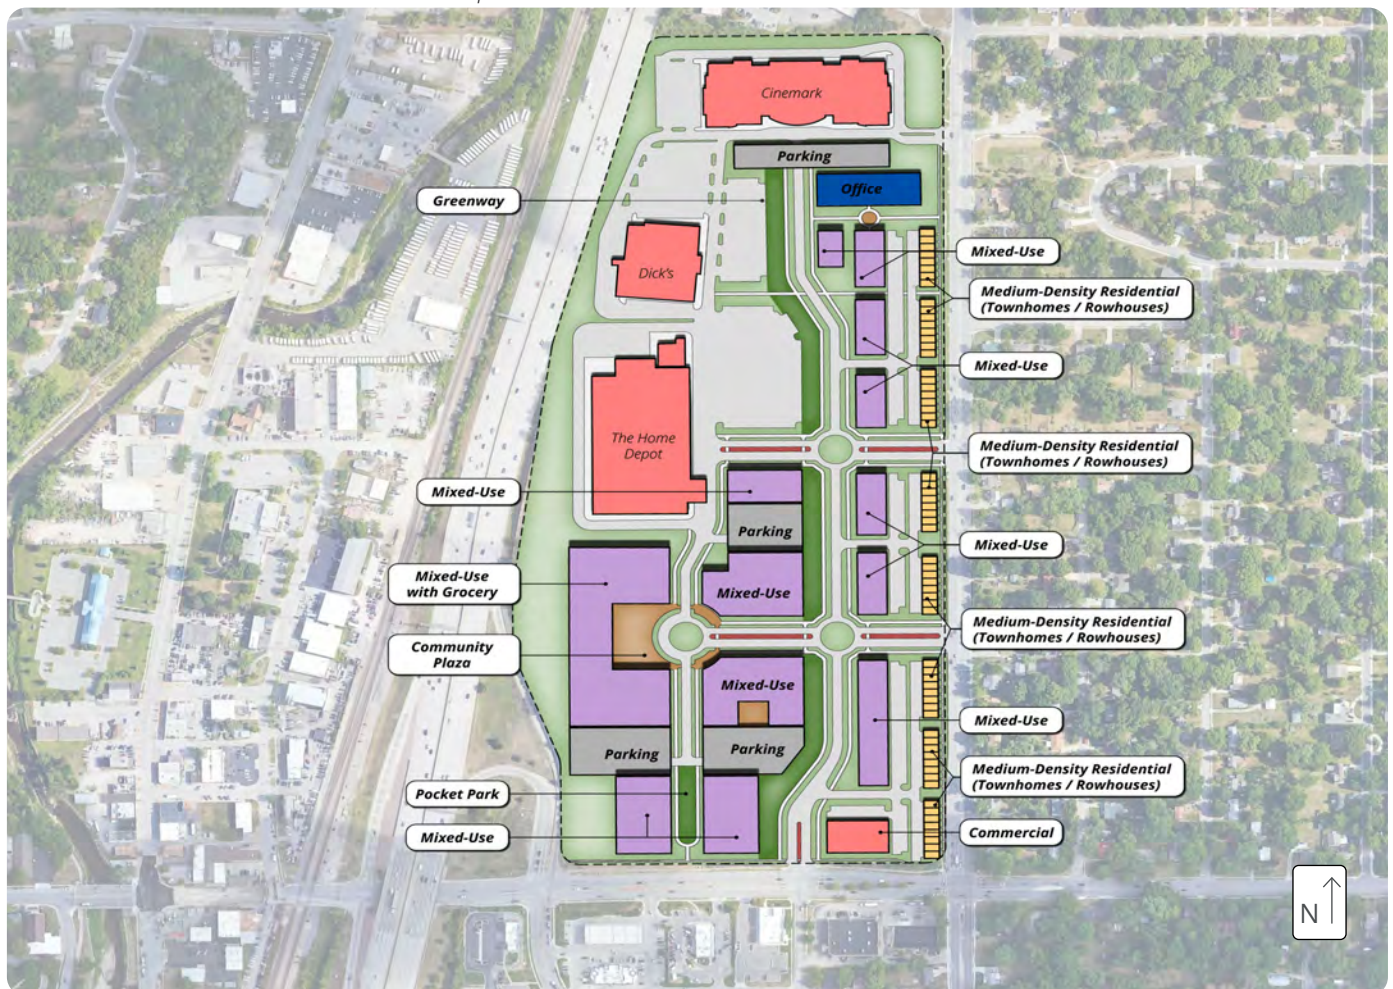 Cinemark
Parking
Office
Greenway
Mixed-Use
Dick's
Medium-Density Residential
(Townhomes / Rowhouses)
Mixed-Use
The Home
Depot
Medium-Density Residential
(Townhomes / Rowhouses)
Mixed-Use
Parking
Mixed-Use
Mixed-Use
with Grocery
Mixed-Use
Medium-Density Residential
(Townhomes / Rowhouses)
Community
Plaza
Mixed-Use
Mixed-Use
Parking
Parking
Medium-Density Residential
(Townhomes / Rowhouses)
Pocket Park
Mixed-Use
Commercial
N